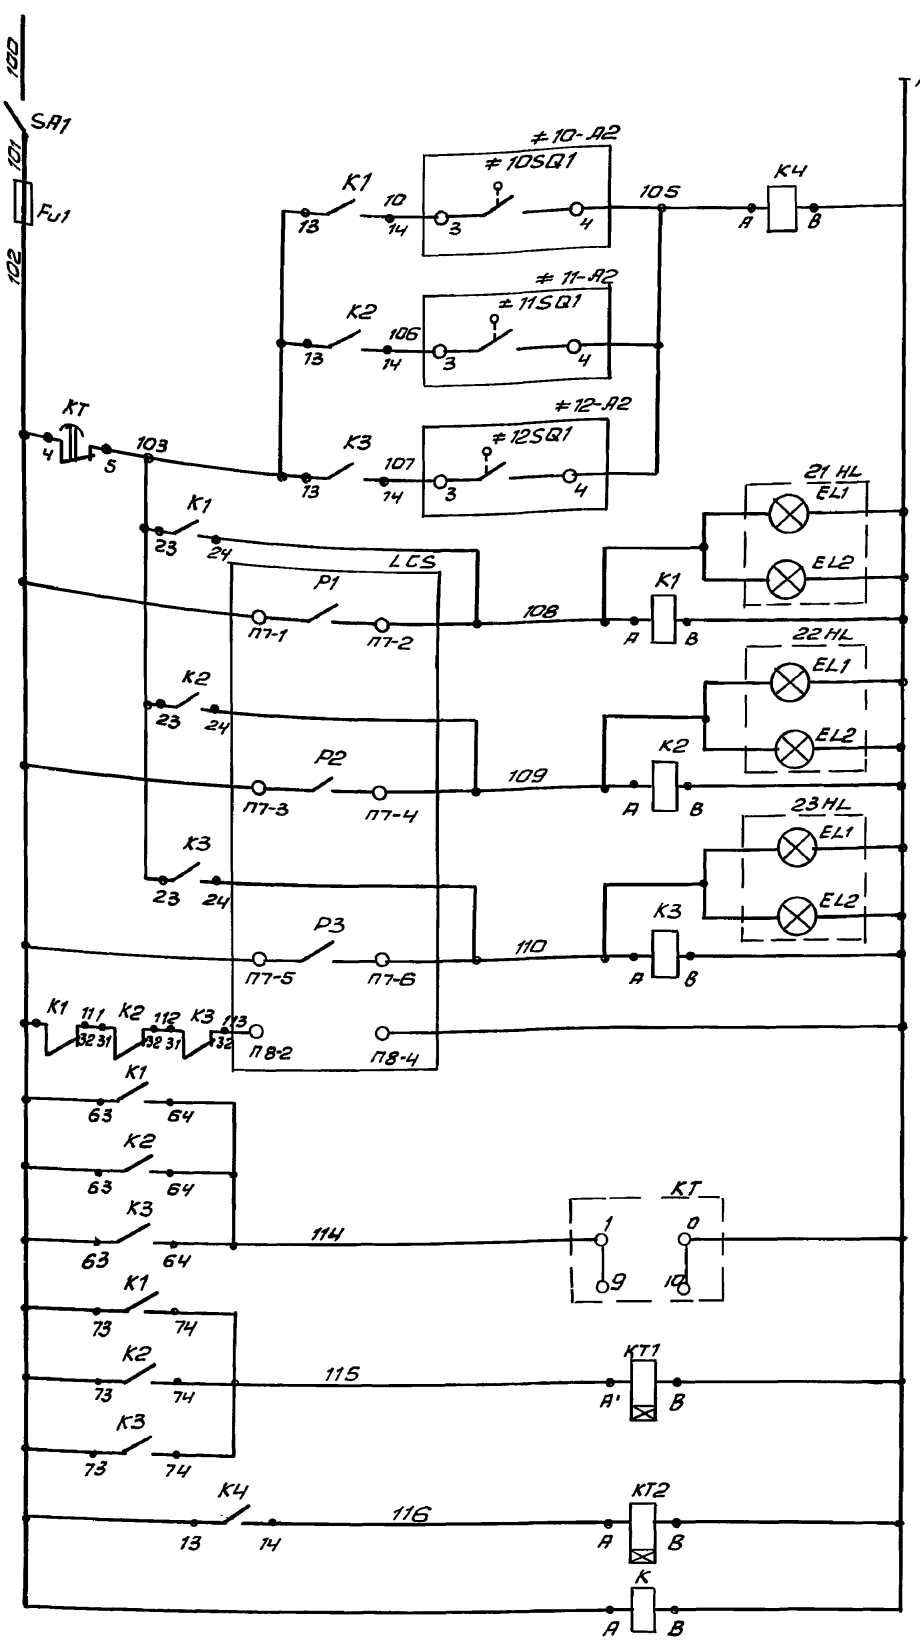 100
SA1
101
Fu1
102
≠10-A2
≠10SQ1
K1
10
13
14
3
4
105
K4
A
B
≠11-A2
±11SQ1
K2
106
13
14
3
4
≠12-A2
≠12SQ1
K3
107
13
14
3
4
KT
4
5
103
21 HL
EL1
EL2
K1
23
24
LCS
P1
П7-1
П7-2
108
K1
A
B
22 HL
EL1
EL2
K2
23
24
P2
П7-3
П7-4
109
K2
A
B
23 HL
EL1
EL2
K3
23
24
P3
П7-5
П7-6
110
K3
A
B
K1
111
K2
112
K3
113
32
31
32
31
32
П8-2
П8-4
K1
63
64
K2
63
64
K3
63
64
114
KT
1
0
9
10
K1
73
74
K2
73
74
115
KT1
A'
B
K3
73
74
K4
13
14
116
KT2
A
B
K
A
B